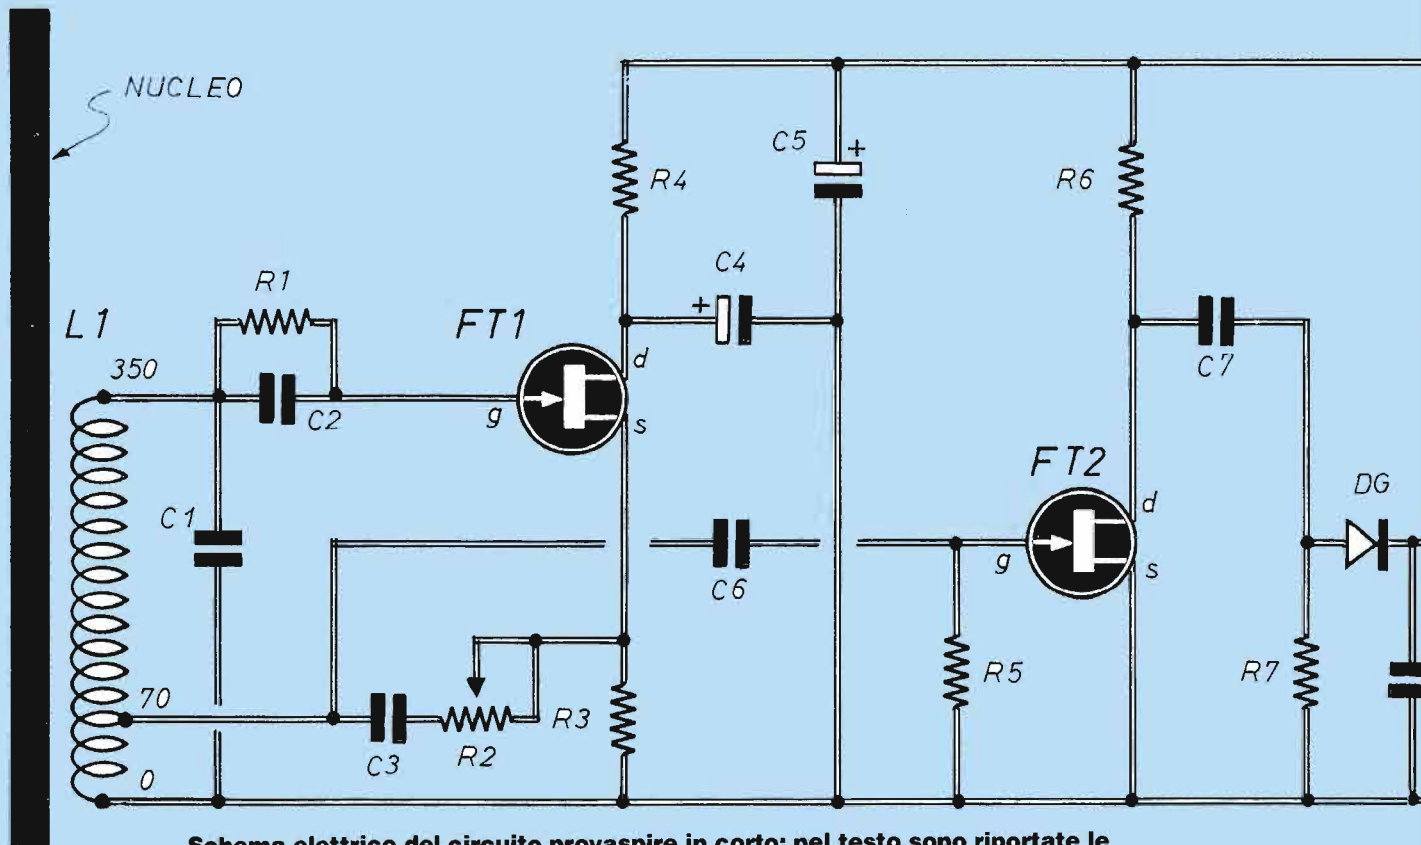 NUCLEO
C5
+
R4
R6
C4
+
R1
L1
FT1
350
d
C7
C2
g
s
FT2
DG
C1
d
g
s
C6
R5
R7
70
R3
C3
R2
0
Schema elettrico del circuito provaspire in corto: nel testo sono riportate le